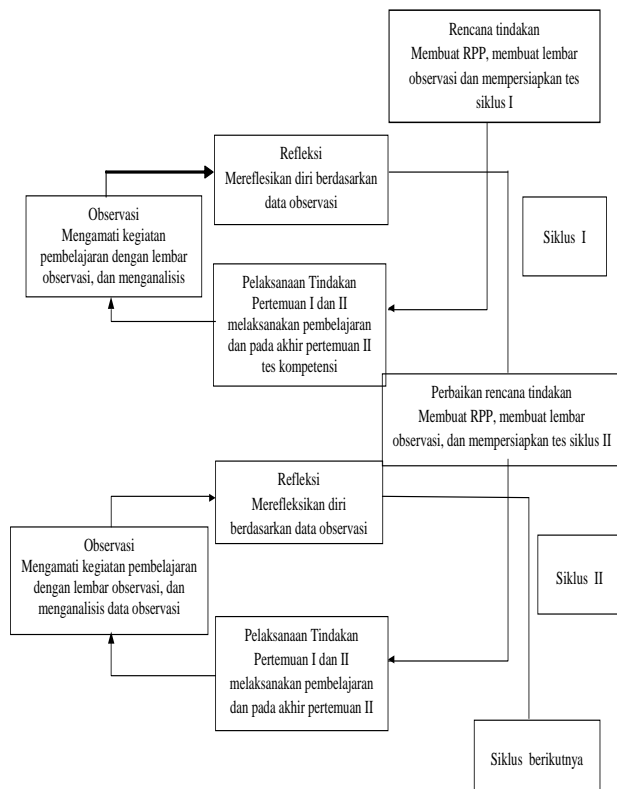 Rencana tindakan
Membuat RPP, membuat lembar
observasi dan mempersiapkan tes
siklus I
Refleksi
Mereflesikan diri berdasarkan
data observasi
Observasi
Mengamati kegiatan
pembelajaran dengan lembar
observasi, dan menganalisis
Siklus I
Pelaksanaan Tindakan
Pertemuan I dan II
melaksanakan pembelajaran
dan pada akhir pertemuan II
tes kompetensi
Perbaikan rencana tindakan
Membuat RPP, membuat lembar
observasi, dan mempersiapkan tes siklus II
Refleksi
Merefleksikan diri
berdasarkan data observasi
Observasi
Mengamati kegiatan pembelajaran
dengan lembar observasi, dan
menganalisis data observasi
Siklus II
Pelaksanaan Tindakan
Pertemuan I dan II
melaksanakan pembelajaran
dan pada akhir pertemuan II
Siklus berikutnya